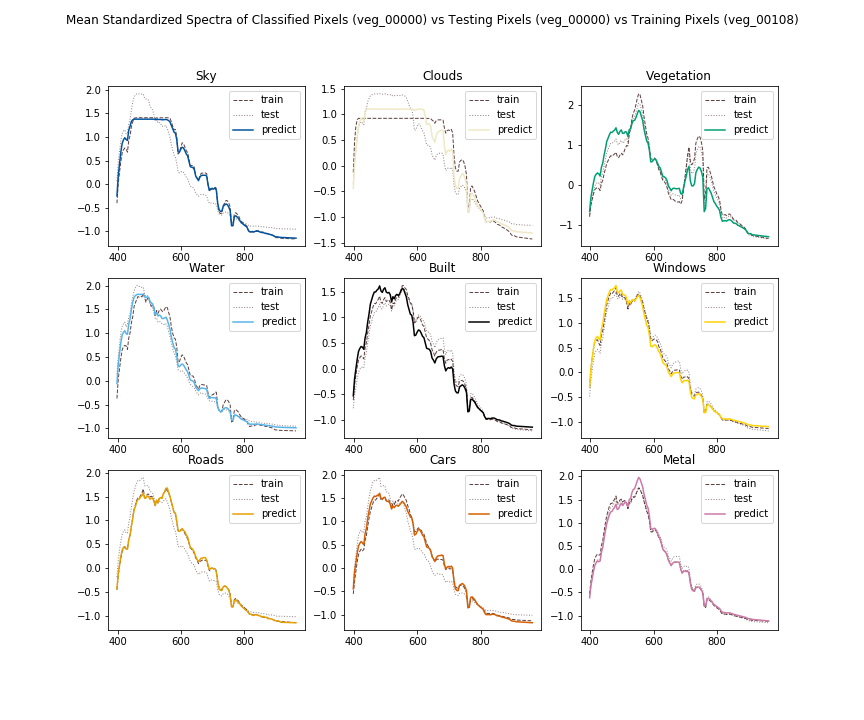 Mean Standardized Spectra of Classified Pixels (veg_00000) vs Testing Pixels (veg_00000) vs Training Pixels (veg_00108)
Sky
2.0
1.5
1.0
0.5
0.0
−0.5
−1.0
400
600
800
train
test
predict
Clouds
1.5
1.0
0.5
0.0
−0.5
−1.0
−1.5
400
600
800
train
test
predict
Vegetation
2
1
0
−1
400
600
800
train
test
predict
Water
2.0
1.5
1.0
0.5
0.0
−0.5
−1.0
400
600
800
train
test
predict
Built
1.5
1.0
0.5
0.0
−0.5
−1.0
400
600
800
train
test
predict
Windows
1.5
1.0
0.5
0.0
−0.5
−1.0
400
600
800
train
test
predict
Roads
2.0
1.5
1.0
0.5
0.0
−0.5
−1.0
400
600
800
train
test
predict
Cars
2.0
1.5
1.0
0.5
0.0
−0.5
−1.0
400
600
800
train
test
predict
Metal
2.0
1.5
1.0
0.5
0.0
−0.5
−1.0
400
600
800
train
test
predict